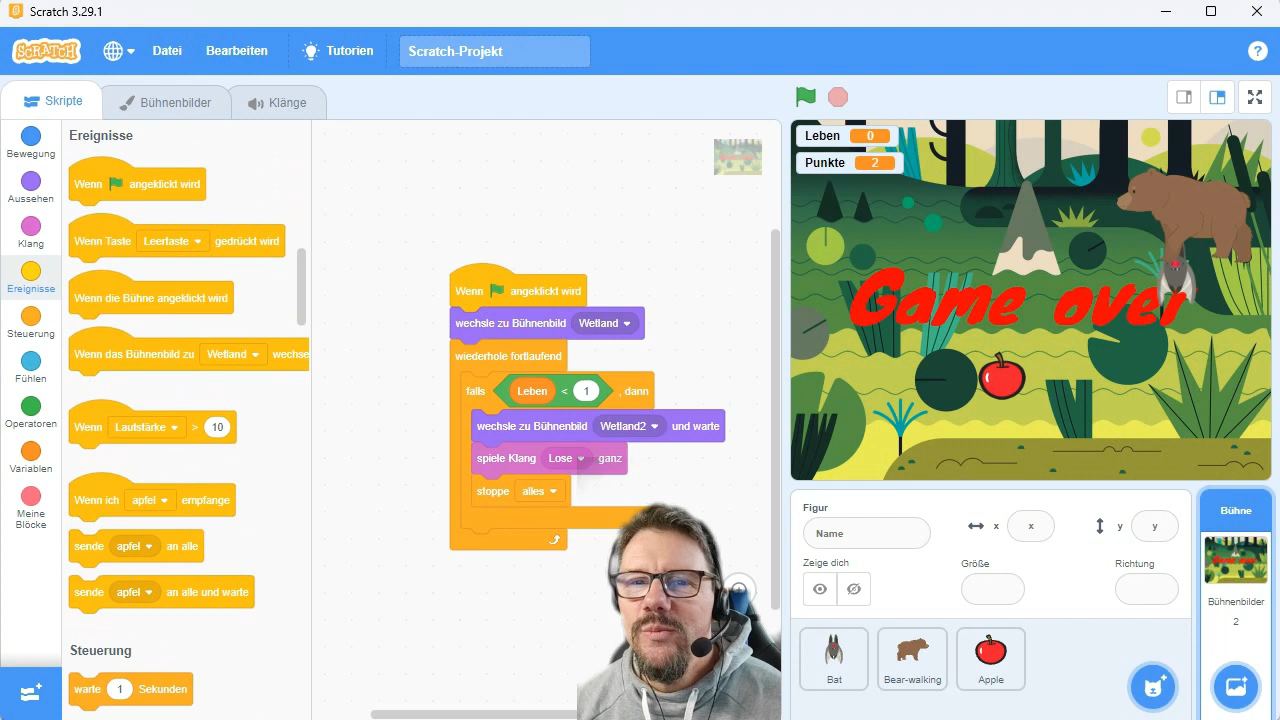 Scratch 3.29.1
SCRATCH
Datei
Bearbeiten
Tutorien
Scratch-Projekt
?
Skripte
Bühnenbilder
Klänge
Bewegung
Aussehen
Klang
Ereignisse
Steuerung
Fühlen
Operatoren
Variablen
Meine
Blöcke
Ereignisse
Wenn angeklickt wird
Wenn Taste Leertaste gedrückt wird
Wenn die Bühne angeklickt wird
Wenn das Bühnenbild zu Wetland wechse
Wenn Lautstärke > 10
Wenn ich apfel empfange
sende apfel an alle
sende apfel an alle und warte
Steuerung
warte 1 Sekunden
Wenn angeklickt wird
wechsle zu Bühnenbild Wetland
wiederhole fortlaufend
falls Leben < 1 , dann
wechsle zu Bühnenbild Wetland2 und warte
spiele Klang Lose ganz
stoppe alles
Leben 0
Punkte 2
Game over
Figur
Name
x x
y y
Zeige dich
Größe
Richtung
Bat
Bear-walking
Apple
Bühne
Bühnenbilder
2